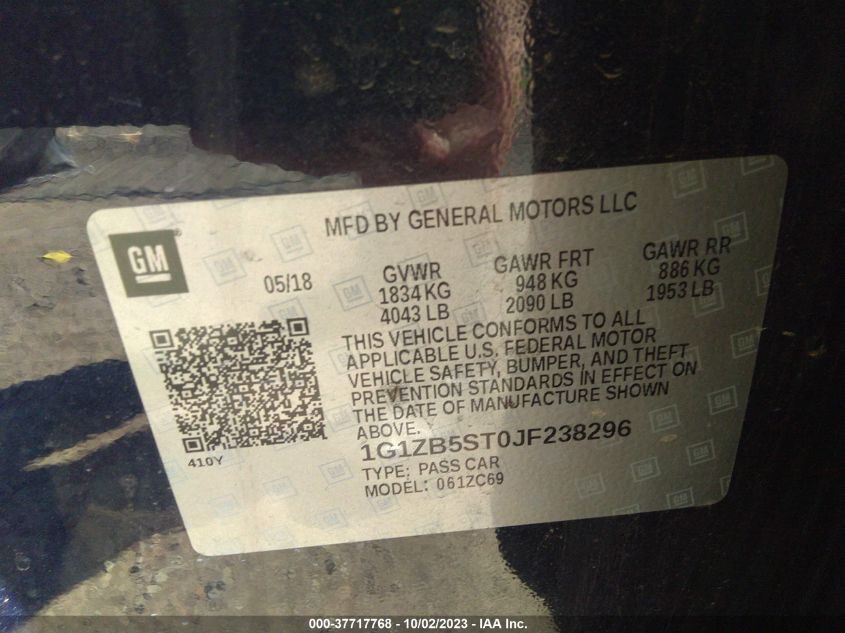 MFD BY GENERAL MOTORS LLC
GM®
05/18
GVWR
1834 KG
4043 LB
GAWR FRT
948 KG
2090 LB
GAWR RR
886 KG
1953 LB
THIS VEHICLE CONFORMS TO ALL
APPLICABLE U.S. FEDERAL MOTOR
VEHICLE SAFETY, BUMPER, AND THEFT
PREVENTION STANDARDS IN EFFECT ON
THE DATE OF MANUFACTURE SHOWN
ABOVE.
410Y
1G1ZB5ST0JF238296
TYPE: PASS CAR
MODEL: 061ZC69
000-37717768 - 10/02/2023 - IAA Inc.